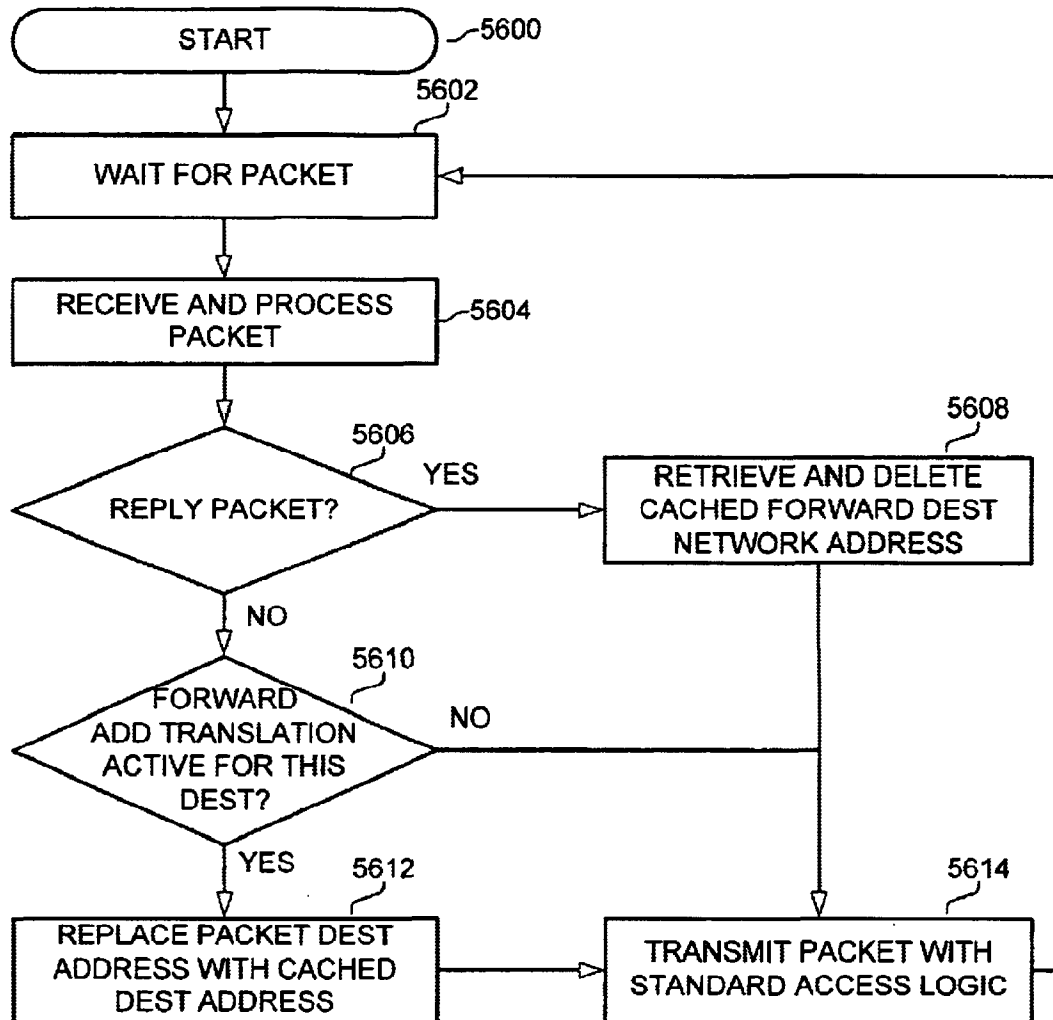 START
5600
5602
WAIT FOR PACKET
RECEIVE AND PROCESS
PACKET
5604
5606
REPLY PACKET?
YES
5608
RETRIEVE AND DELETE
CACHED FORWARD DEST
NETWORK ADDRESS
NO
5610
FORWARD
ADD TRANSLATION
ACTIVE FOR THIS
DEST?
NO
YES
5612
REPLACE PACKET DEST
ADDRESS WITH CACHED
DEST ADDRESS
5614
TRANSMIT PACKET WITH
STANDARD ACCESS LOGIC